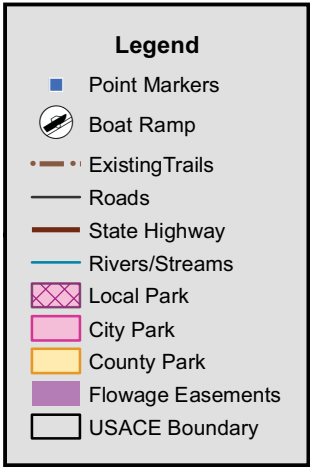 Legend
Point Markers
Boat Ramp
ExistingTrails
Roads
State Highway
Rivers/Streams
Local Park
City Park
County Park
Flowage Easements
USACE Boundary